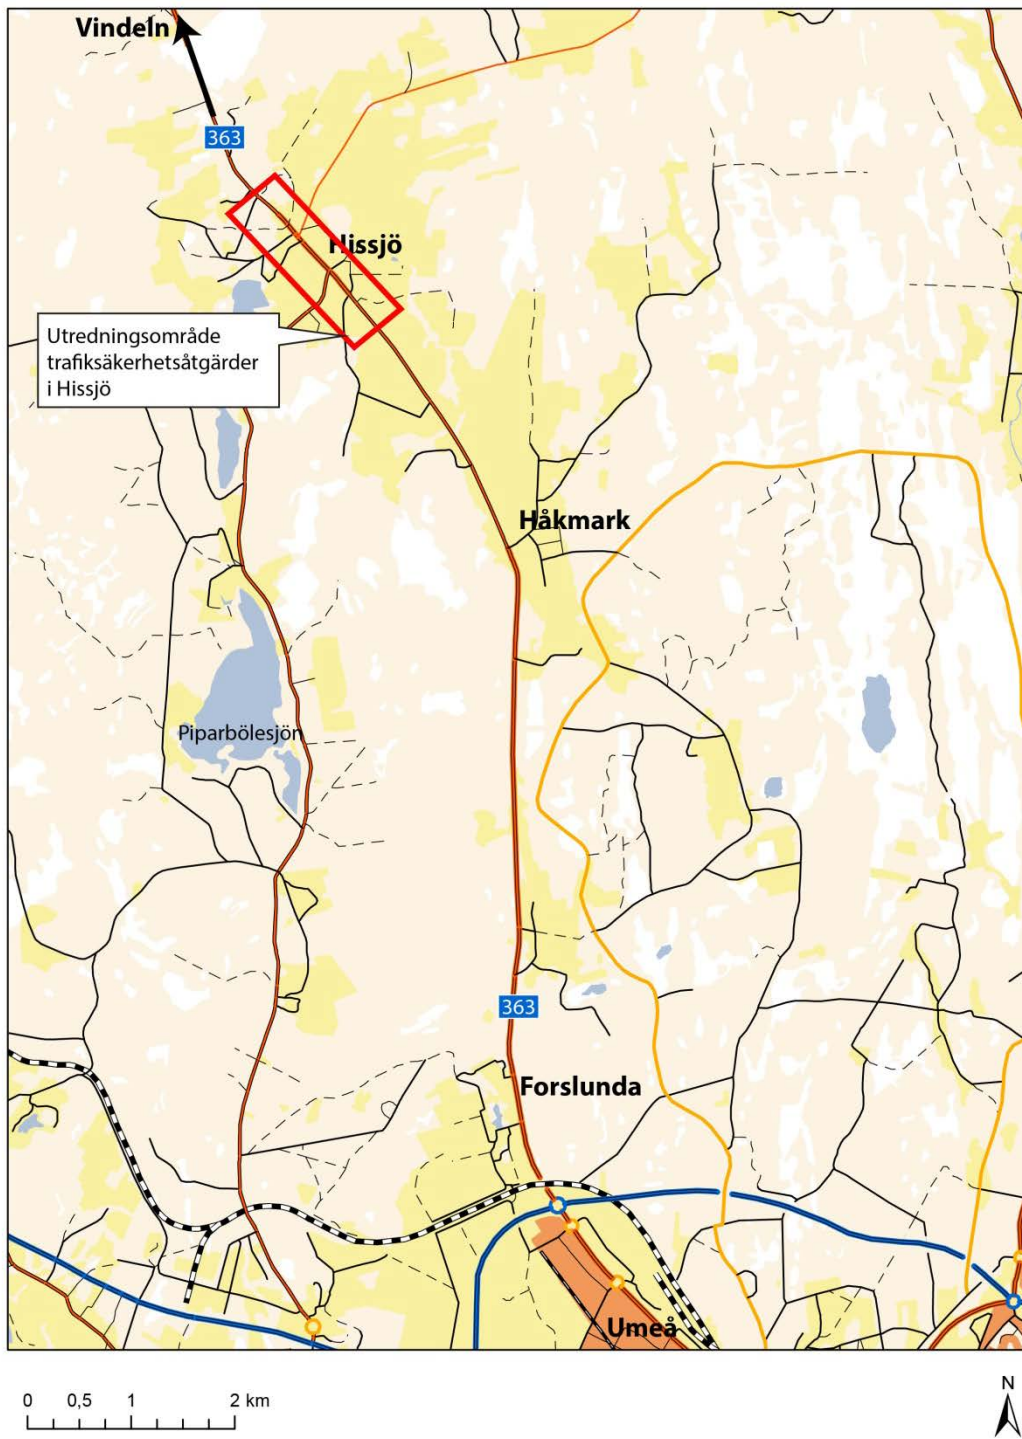 Vindeln
363
Hissjö
Utredningsområde
trafiksäkerhetsåtgärder
i Hissjö
Håkmark
Piparbölesjön
363
Forslunda
Umeå
0 0,5 1 2 km
N